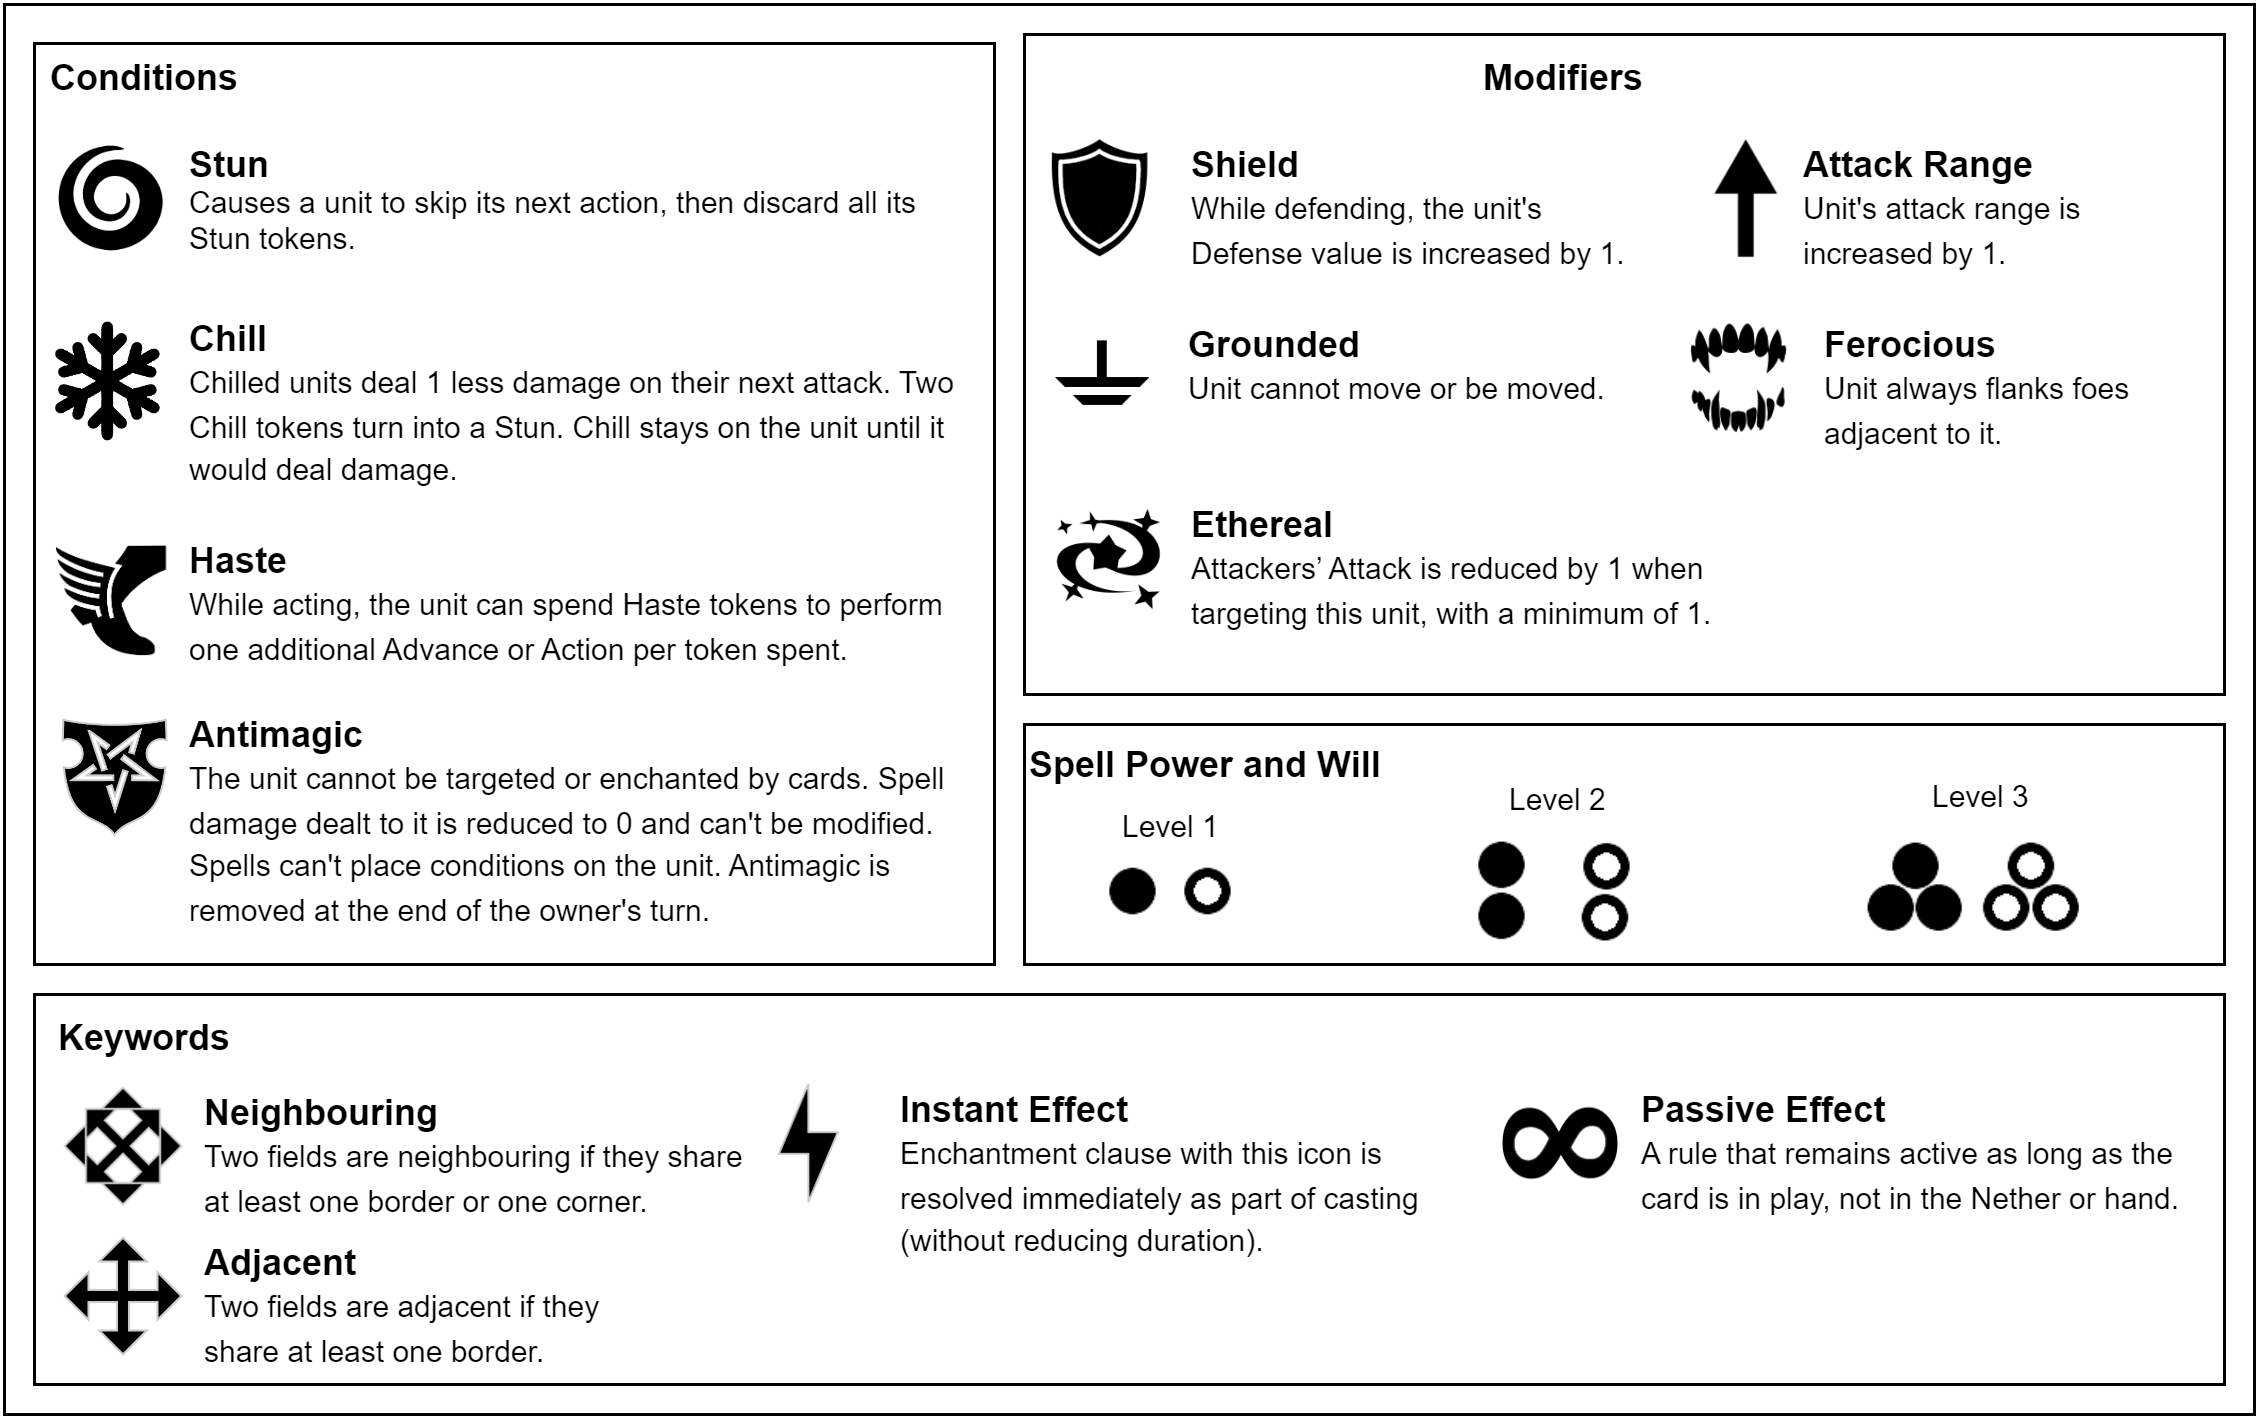 Conditions
Stun
Causes a unit to skip its next action, then discard all its
Stun tokens.
Chill
Chilled units deal 1 less damage on their next attack. Two
Chill tokens turn into a Stun. Chill stays on the unit until it
would deal damage.
Haste
While acting, the unit can spend Haste tokens to perform
one additional Advance or Action per token spent.
Antimagic
The unit cannot be targeted or enchanted by cards. Spell
damage dealt to it is reduced to 0 and can't be modified.
Spells can't place conditions on the unit. Antimagic is
removed at the end of the owner's turn.
Modifiers
Shield
While defending, the unit's
Defense value is increased by 1.
Attack Range
Unit's attack range is
increased by 1.
Grounded
Unit cannot move or be moved.
Ferocious
Unit always flanks foes
adjacent to it.
Ethereal
Attackers’ Attack is reduced by 1 when
targeting this unit, with a minimum of 1.
Spell Power and Will
Level 1
Level 2
Level 3
Keywords
Neighbouring
Two fields are neighbouring if they share
at least one border or one corner.
Adjacent
Two fields are adjacent if they
share at least one border.
Instant Effect
Enchantment clause with this icon is
resolved immediately as part of casting
(without reducing duration).
Passive Effect
A rule that remains active as long as the
card is in play, not in the Nether or hand.